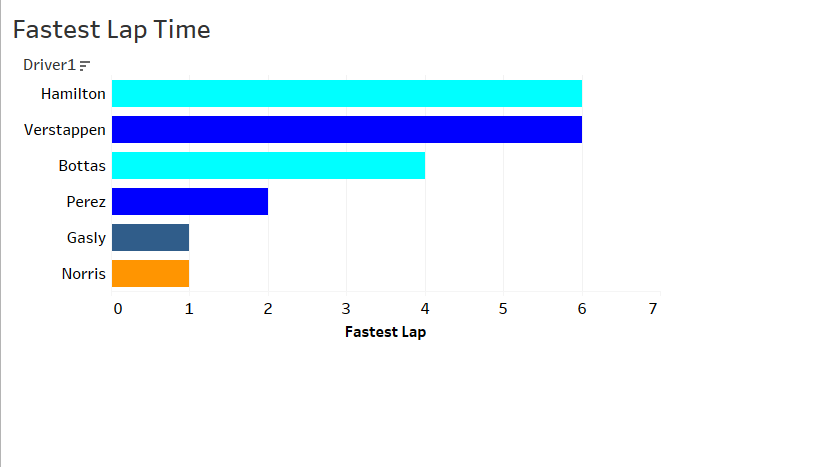 Fastest Lap Time
Driver1
Hamilton
Verstappen
Bottas
Perez
Gasly
Norris
0 1 2 3 4 5 6 7
Fastest Lap